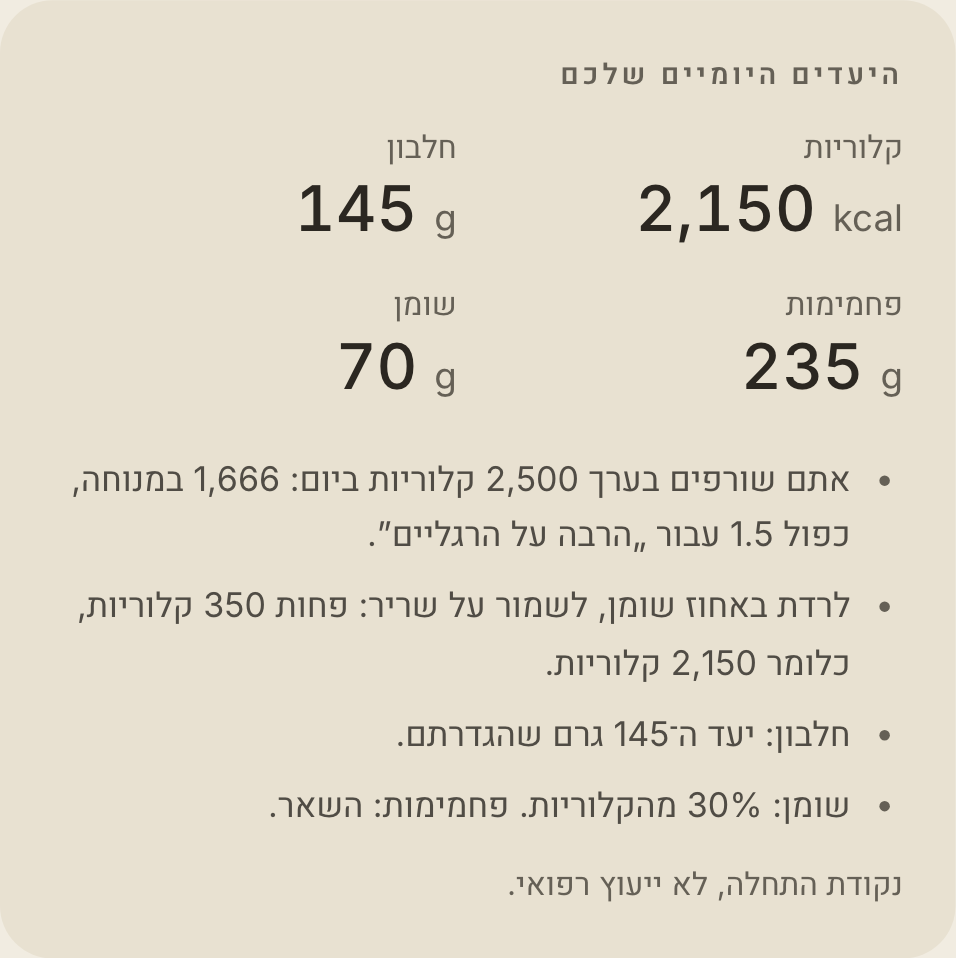 היעדים היומיים שלכם
קלוריות
2,150 kcal
חלבון
145 g
פחמימות
235 g
שומן
70 g
• אתם שורפים בערך 2,500 קלוריות ביום: 1,666 במנוחה,
כפול 1.5 עבור „הרבה על הרגליים”.
• לרדת באחוז שומן, לשמור על שריר: פחות 350 קלוריות,
כלומר 2,150 קלוריות.
• חלבון: יעד ה־145 גרם שהגדרתם.
• שומן: 30% מהקלוריות. פחמימות: השאר.
נקודת התחלה, לא ייעוץ רפואי.